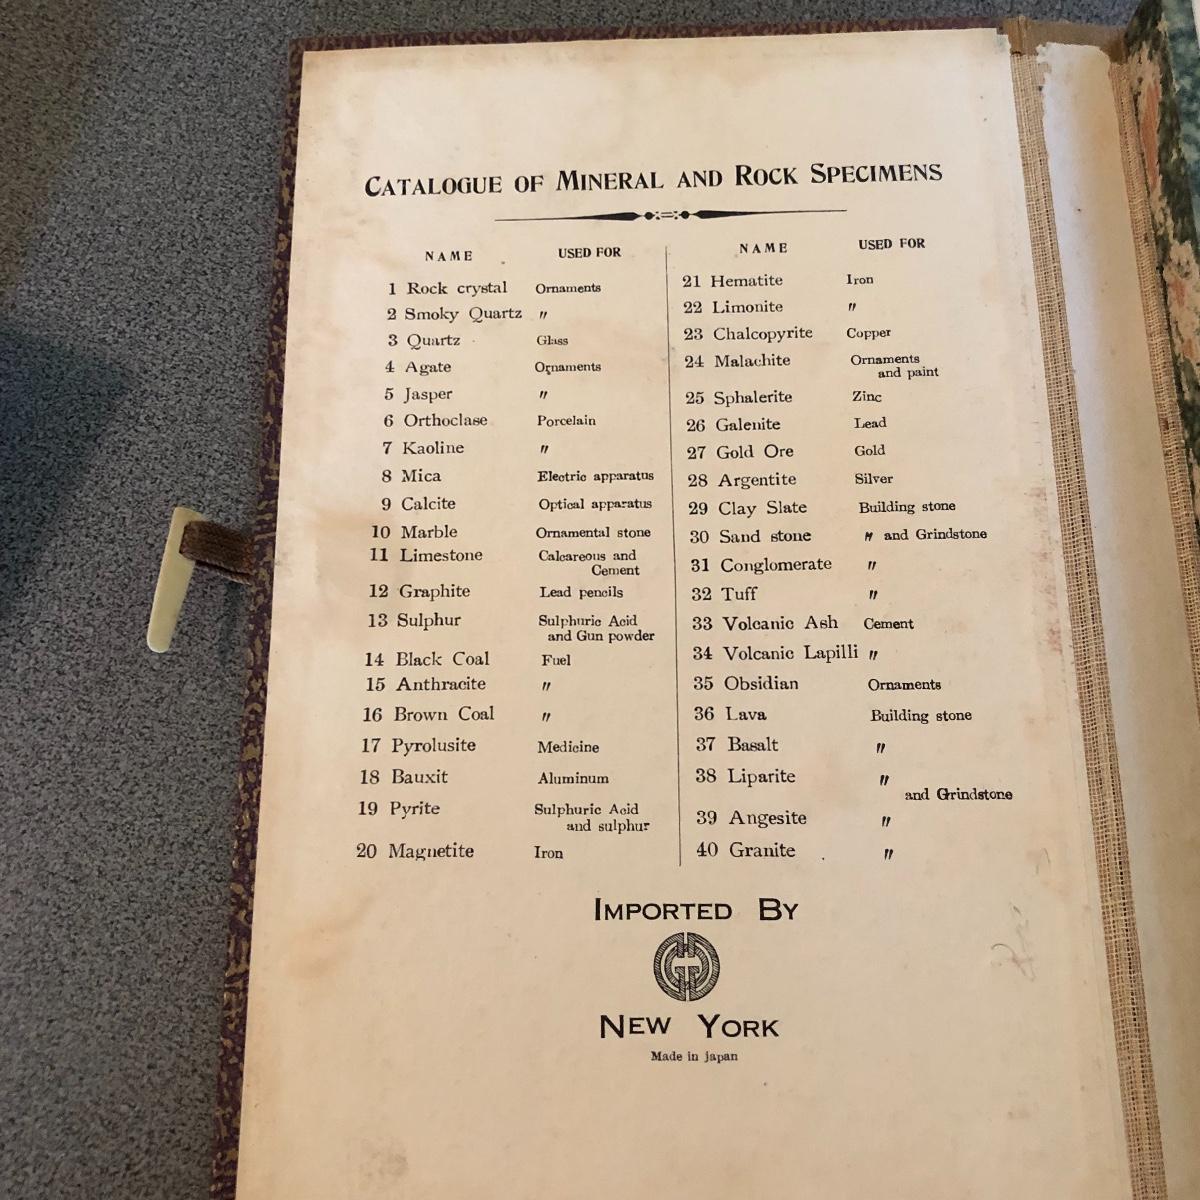 CATALOGUE OF MINERAL AND ROCK SPECIMENS
NAME USED FOR
1 Rock crystal Ornaments
2 Smoky Quartz "
3 Quartz Glass
4 Agate Ornaments
5 Jasper "
6 Orthoclase Porcelain
7 Kaoline "
8 Mica Electric apparatus
9 Calcite Optical apparatus
10 Marble Ornamental stone
11 Limestone Calcareous and
Cement
12 Graphite Lead pencils
13 Sulphur Sulphuric Acid
and Gun powder
14 Black Coal Fuel
15 Anthracite "
16 Brown Coal "
17 Pyrolusite Medicine
18 Bauxit Aluminum
19 Pyrite Sulphuric Acid
and sulphur
20 Magnetite Iron
NAME USED FOR
21 Hematite Iron
22 Limonite "
23 Chalcopyrite Copper
24 Malachite Ornaments
and paint
25 Sphalerite Zinc
26 Galenite Lead
27 Gold Ore Gold
28 Argentite Silver
29 Clay Slate Building stone
30 Sand stone " and Grindstone
31 Conglomerate "
32 Tuff "
33 Volcanic Ash Cement
34 Volcanic Lapilli "
35 Obsidian Ornaments
36 Lava Building stone
37 Basalt "
38 Liparite "
and Grindstone
39 Angesite "
40 Granite "
IMPORTED BY
NEW YORK
Made in japan